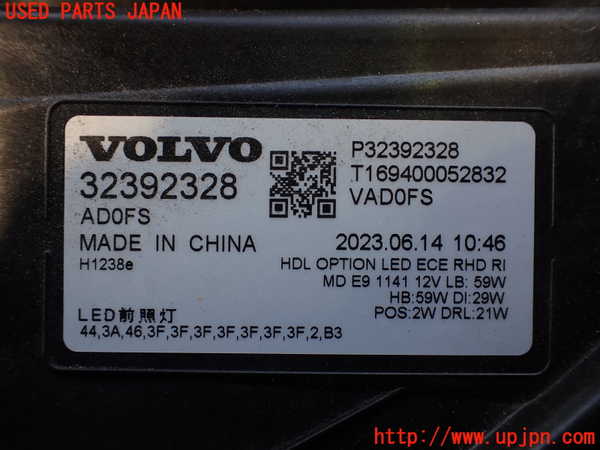 USED PARTS JAPAN
VOLVO
32392328
AD0FS
MADE IN CHINA
H1238e
P32392328
T169400052832
VAD0FS
2023.06.14 10:46
HDL OPTION LED ECE RHD RI
MD E9 1141 12V LB: 59W
HB:59W DI:29W
POS:2W DRL:21W
LED前照灯
44,3A,46,3F,3F,3F,3F,3F,3F,3F,2,B3
http://www.upjpn.com/